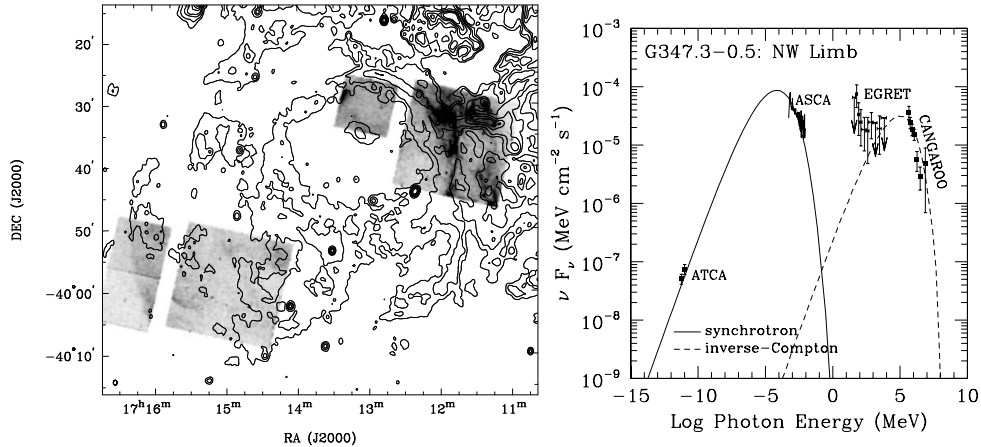 20′
30′
40′
50′
−40°00′
−40°10′
DEC (J2000)
17ʰ16ᵐ 15ᵐ 14ᵐ 13ᵐ 12ᵐ 11ᵐ
RA (J2000)
G347.3−0.5: NW Limb
ASCA
EGRET
CANGAROO
ATCA
synchrotron
inverse−Compton
10⁻³
10⁻⁴
10⁻⁵
10⁻⁶
10⁻⁷
10⁻⁸
10⁻⁹
ν Fᵥ (MeV cm⁻² s⁻¹)
−15 −10 −5 0 5 10
Log Photon Energy (MeV)